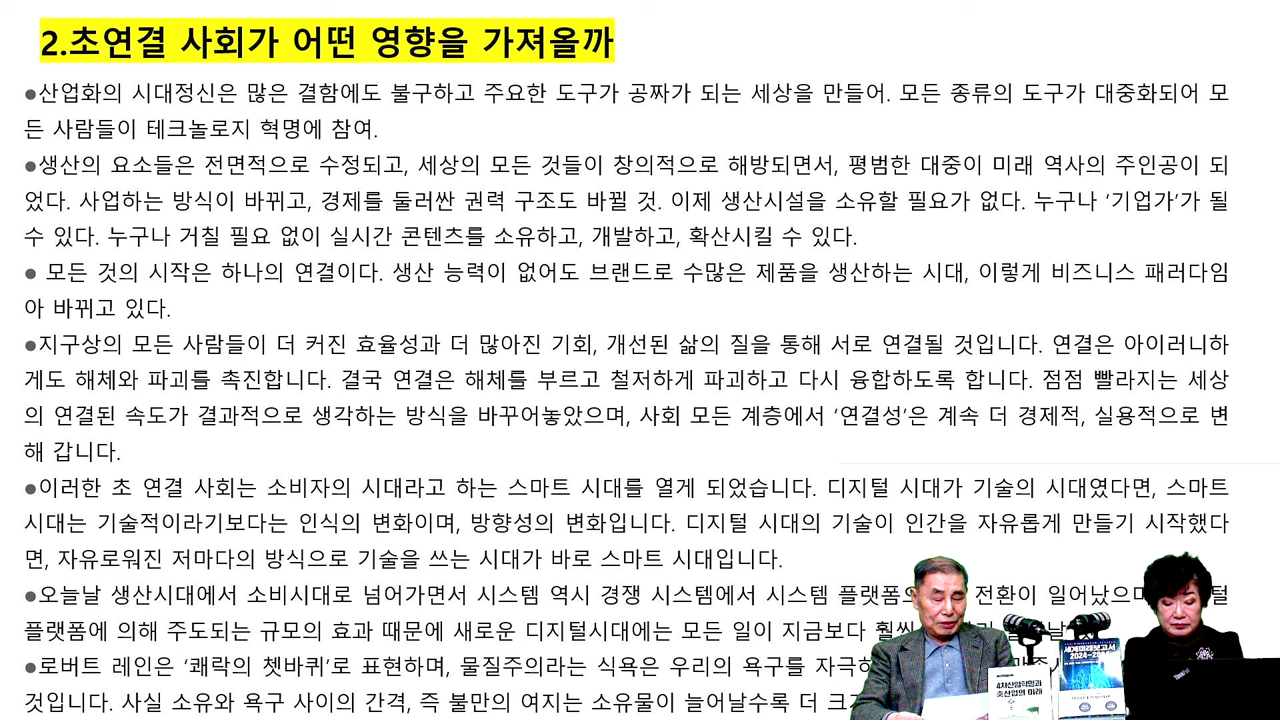 2.초연결 사회가 어떤 영향을 가져올까
●산업화의 시대정신은 많은 결함에도 불구하고 주요한 도구가 공짜가 되는 세상을 만들어. 모든 종류의 도구가 대중화되어 모
든 사람들이 테크놀로지 혁명에 참여.
●생산의 요소들은 전면적으로 수정되고, 세상의 모든 것들이 창의적으로 해방되면서, 평범한 대중이 미래 역사의 주인공이 되
었다. 사업하는 방식이 바뀌고, 경제를 둘러싼 권력 구조도 바뀔 것. 이제 생산시설을 소유할 필요가 없다. 누구나 ‘기업가’가 될
수 있다. 누구나 거칠 필요 없이 실시간 콘텐츠를 소유하고, 개발하고, 확산시킬 수 있다.
● 모든 것의 시작은 하나의 연결이다. 생산 능력이 없어도 브랜드로 수많은 제품을 생산하는 시대, 이렇게 비즈니스 패러다임
아 바뀌고 있다.
●지구상의 모든 사람들이 더 커진 효율성과 더 많아진 기회, 개선된 삶의 질을 통해 서로 연결될 것입니다. 연결은 아이러니하
게도 해체와 파괴를 촉진합니다. 결국 연결은 해체를 부르고 철저하게 파괴하고 다시 융합하도록 합니다. 점점 빨라지는 세상
의 연결된 속도가 결과적으로 생각하는 방식을 바꾸어놓았으며, 사회 모든 계층에서 ‘연결성’은 계속 더 경제적, 실용적으로 변
해 갑니다.
●이러한 초 연결 사회는 소비자의 시대라고 하는 스마트 시대를 열게 되었습니다. 디지털 시대가 기술의 시대였다면, 스마트
시대는 기술적이라기보다는 인식의 변화이며, 방향성의 변화입니다. 디지털 시대의 기술이 인간을 자유롭게 만들기 시작했다
면, 자유로워진 저마다의 방식으로 기술을 쓰는 시대가 바로 스마트 시대입니다.
●오늘날 생산시대에서 소비시대로 넘어가면서 시스템 역시 경쟁 시스템에서 시스템 플랫폼으 전환이 일어났으며 털
플랫폼에 의해 주도되는 규모의 효과 때문에 새로운 디지털시대에는 모든 일이 지금보다 훨씬
●로버트 레인은 ‘쾌락의 쳇바퀴’로 표현하며, 물질주의라는 식욕은 우리의 욕구를 자극하
것입니다. 사실 소유와 욕구 사이의 간격, 즉 불만의 여지는 소유물이 늘어날수록 더 크
4차산업혁명과
축산업의 미래
세계미래보고서